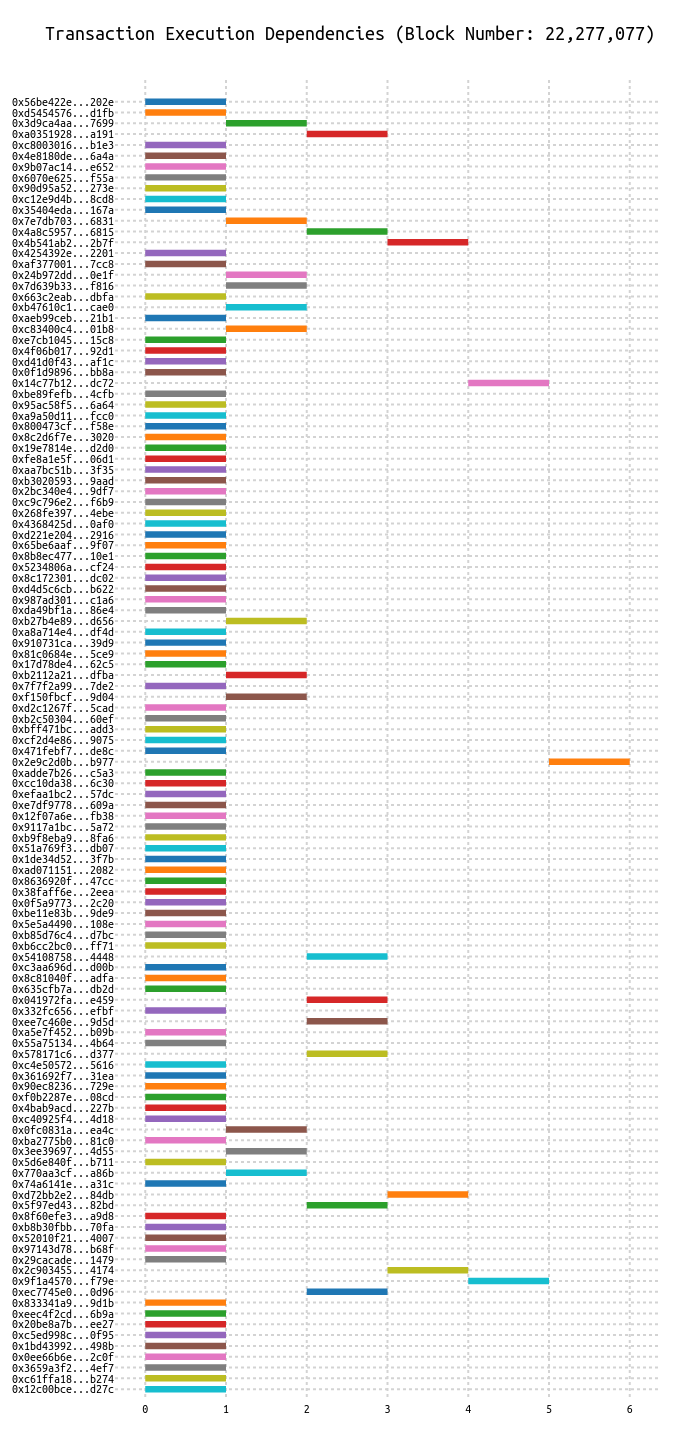 Transaction Execution Dependencies (Block Number: 22,277,077)
0x56be422e...202e
0xd5454576...d1fb
0x3d9ca4aa...7699
0xa0351928...a191
0xc8003016...b1e3
0x4e8180de...6a4a
0x9b07ac14...e652
0x6070e625...f55a
0x90d95a52...273e
0xc12e9d4b...8cd8
0x35404eda...167a
0x7e7db703...6831
0x4a8c5957...6815
0x4b541ab2...2b7f
0x4254392e...2201
0xaf377001...7cc8
0x24b972dd...0e1f
0x7d639b33...f816
0x663c2eab...dbfa
0xb47610c1...cae0
0xaeb99ceb...21b1
0xc83400c4...01b8
0xe7cb1045...15c8
0x4f06b017...92d1
0xd41d0f43...af1c
0x0f1d9896...bb8a
0x14c77b12...dc72
0xbe89fefb...4cfb
0x95ac58f5...6a64
0xa9a50d11...fcc0
0x800473cf...f58e
0x8c2d6f7e...3020
0x19e7814e...d2d0
0xfe8a1e5f...06d1
0xaa7bc51b...3f35
0xb3020593...9aad
0x2bc340e4...9df7
0xc9c796e2...f6b9
0x268fe397...4ebe
0x4368425d...0af0
0xd221e204...2916
0x65be6aaf...9f07
0x8b8ec477...10e1
0x5234806a...cf24
0x8c172301...dc02
0xd4d5c6cb...b622
0x987ad301...c1a6
0xda49bf1a...86e4
0xb27b4e89...d656
0xa8a714e4...df4d
0x910731ca...39d9
0x81c0684e...5ce9
0x17d78de4...62c5
0xb2112a21...dfba
0x7f7f2a99...7de2
0xf150fbcf...9d04
0xd2c1267f...5cad
0xb2c50304...60ef
0xbff471bc...add3
0xcf2d4e86...9075
0x471febf7...de8c
0x2e9c2d0b...b977
0xadde7b26...c5a3
0xcc10da38...6c30
0xefaa1bc2...57dc
0xe7df9778...609a
0x12f07a6e...fb38
0x9117a1bc...5a72
0xb9f8eba9...8fa6
0x51a769f3...db07
0x1de34d52...3f7b
0xad071151...2082
0x8636920f...47cc
0x38faff6e...2eea
0x0f5a9773...2c20
0xbe11e83b...9de9
0x5e5a4490...108e
0xb85d76c4...d7bc
0xb6cc2bc0...ff71
0x54108758...4448
0xc3aa696d...d00b
0x8c81040f...adfa
0x635cfb7a...db2d
0x041972fa...e459
0x332fc656...efbf
0xee7c460e...9d5d
0xa5e7f452...b09b
0x55a75134...4b64
0x578171c6...d377
0xc4e50572...5616
0x361692f7...31ea
0x90ec8236...729e
0xf0b2287e...08cd
0x4bab9acd...227b
0xc40925f4...4d18
0x0fc0831a...ea4c
0xba2775b0...81c0
0x3ee39697...4d55
0x5d6e840f...b711
0x770aa3cf...a86b
0x74a6141e...a31c
0xd72bb2e2...84db
0x5f97ed43...82bd
0x8f60efe3...a9d8
0xb8b30fbb...70fa
0x52010f21...4007
0x97143d78...b68f
0x29cacade...1479
0x2c903455...4174
0x9f1a4570...f79e
0xec7745e0...0d96
0x833341a9...9d1b
0xeec4f2cd...6b9a
0x20be8a7b...ee27
0xc5ed998c...0f95
0x1bd43992...498b
0x0ee66b6e...2c0f
0x3659a3f2...4ef7
0xc61ffa18...b274
0x12c00bce...d27c
0 1 2 3 4 5 6